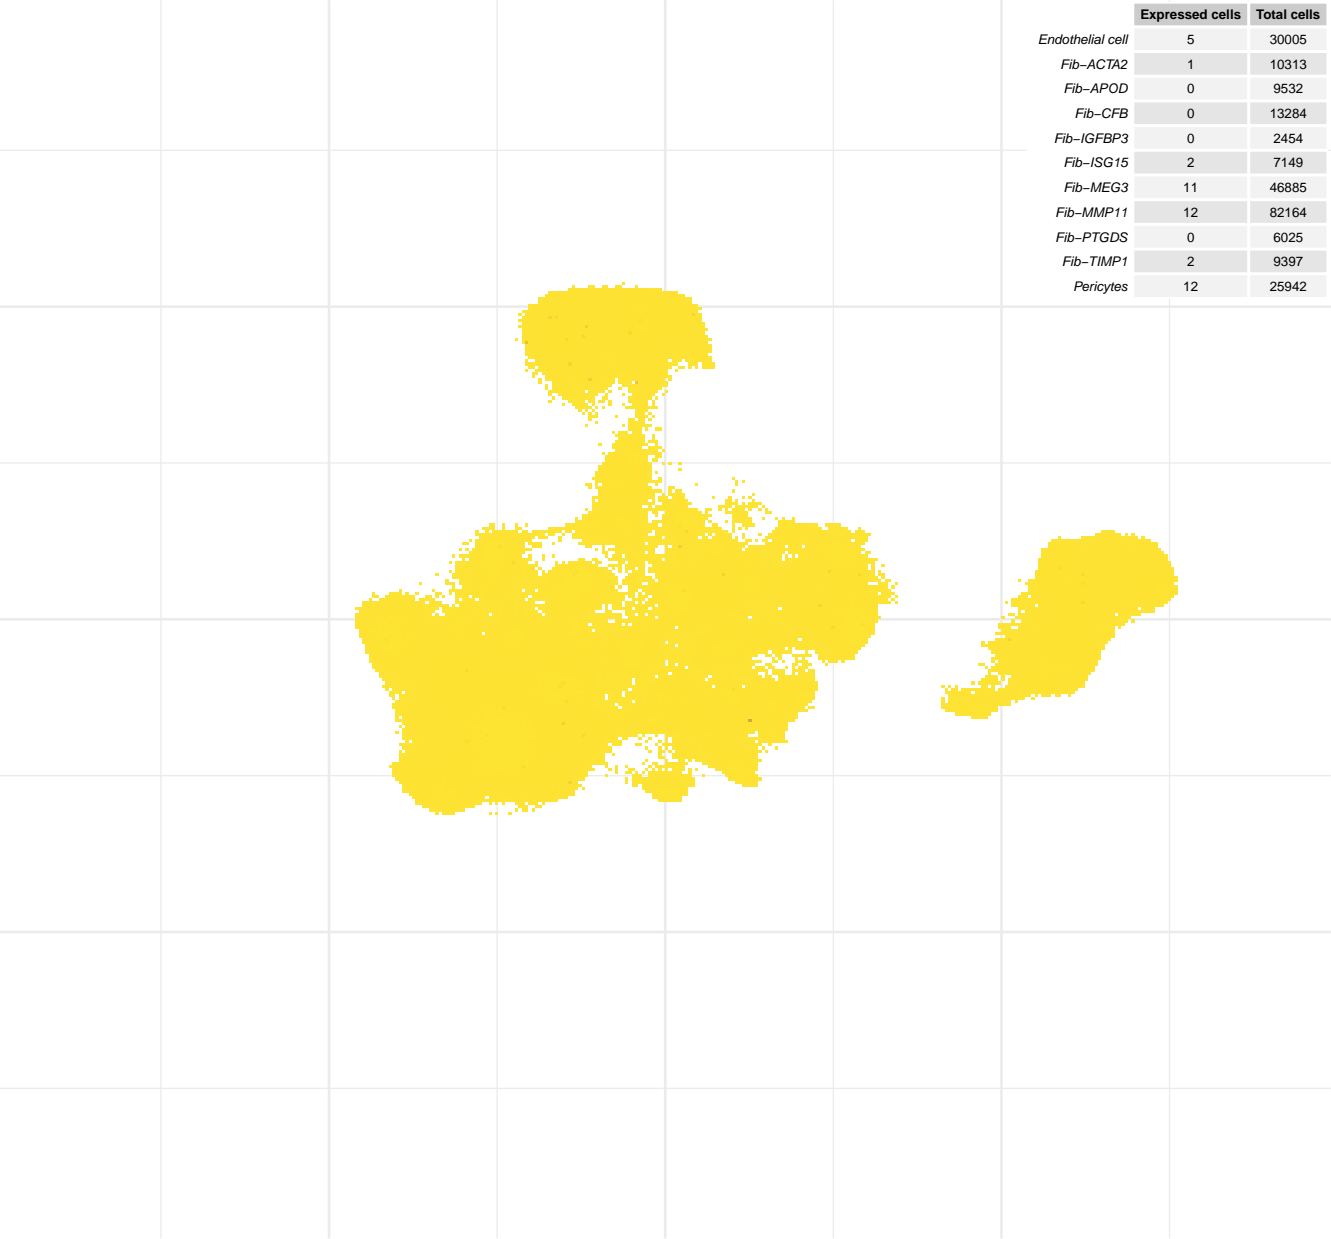 Expressed cells Total cells
Endothelial cell 5 30005
Fib−ACTA2 1 10313
Fib−APOD 0 9532
Fib−CFB 0 13284
Fib−IGFBP3 0 2454
Fib−ISG15 2 7149
Fib−MEG3 11 46885
Fib−MMP11 12 82164
Fib−PTGDS 0 6025
Fib−TIMP1 2 9397
Pericytes 12 25942